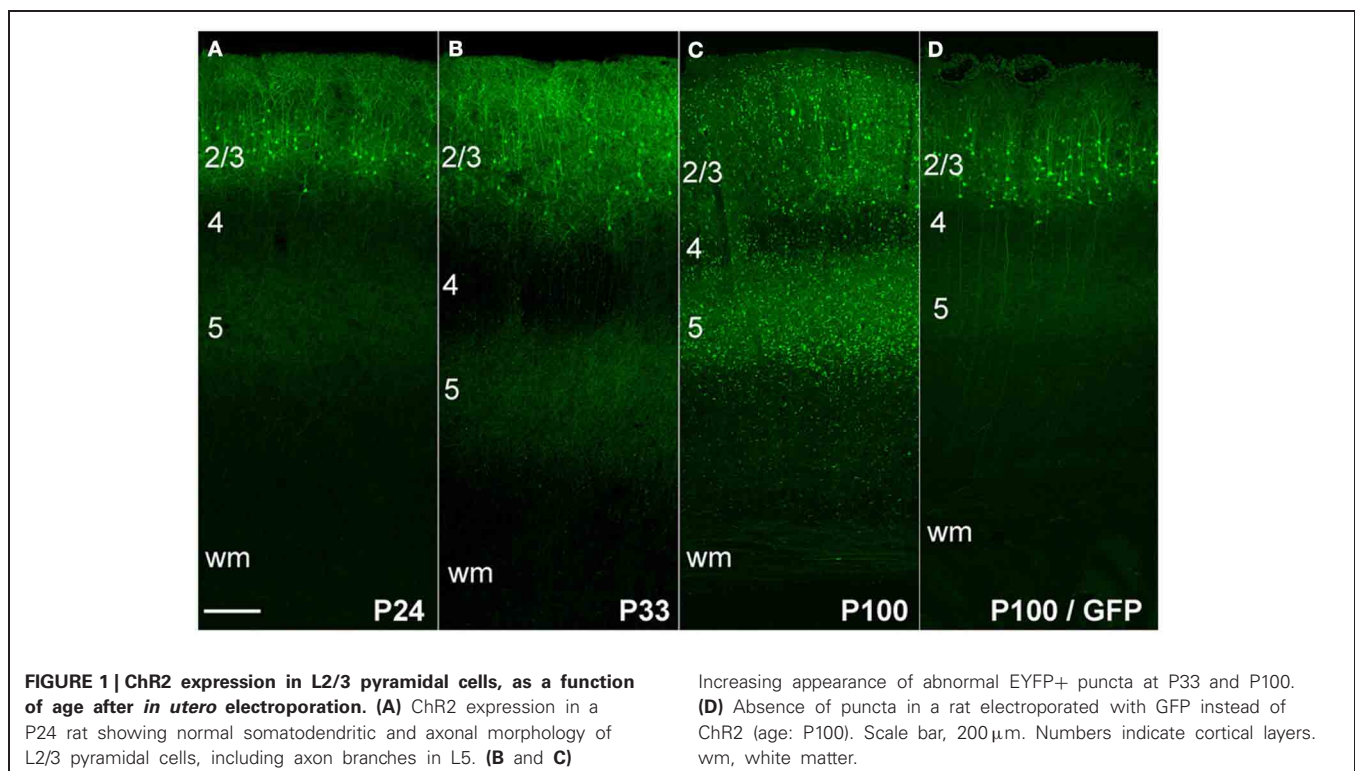 A
B
C
D
2/3
4
5
wm
P24
2/3
4
5
wm
P33
2/3
4
5
wm
P100
2/3
4
5
wm
P100 / GFP
FIGURE 1 | ChR2 expression in L2/3 pyramidal cells, as a function
of age after in utero electroporation. (A) ChR2 expression in a
P24 rat showing normal somatodendritic and axonal morphology of
L2/3 pyramidal cells, including axon branches in L5. (B and C)
Increasing appearance of abnormal EYFP+ puncta at P33 and P100.
(D) Absence of puncta in a rat electroporated with GFP instead of
ChR2 (age: P100). Scale bar, 200 μm. Numbers indicate cortical layers.
wm, white matter.